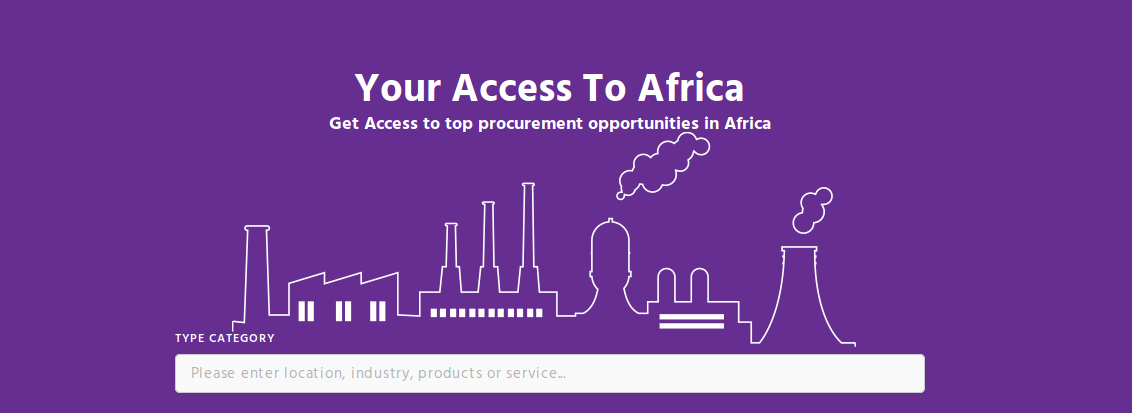 Your Access To Africa
Get Access to top procurement opportunities in Africa
TYPE CATEGORY
Please enter location, industry, products or service...